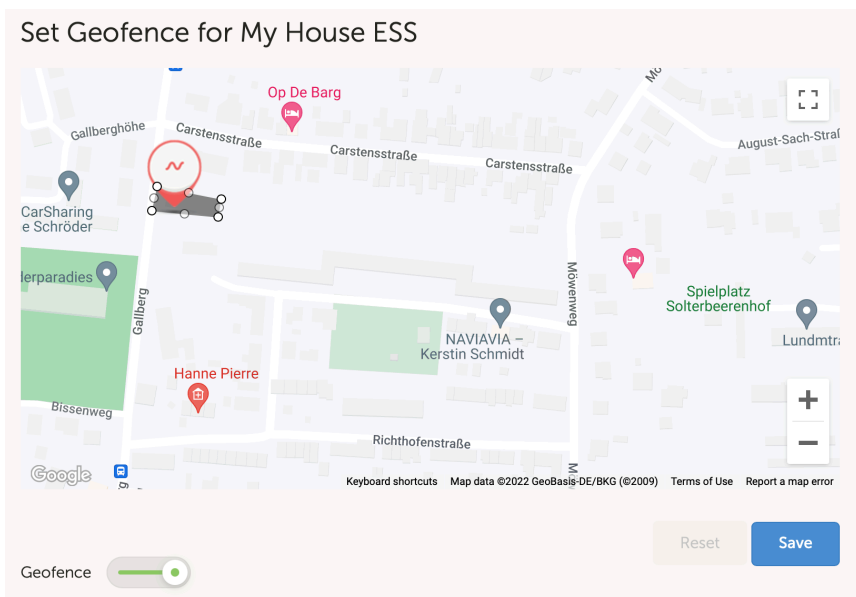 Set Geofence for My House ESS
Op De Barg
Gallberghöhe
Carstensstraße
Carstensstraße
Carstensstraße
August-Sach-Straß
CarSharing
e Schröder
lerparadies
Gallberg
Möwenweg
Spielplatz
Solterbeerenhof
NAVIAVIA –
Kerstin Schmidt
Lundmtra
Hanne Pierre
Bissenweg
Richthofenstraße
Google
Keyboard shortcuts Map data ©2022 GeoBasis-DE/BKG (©2009) Terms of Use Report a map error
Reset
Save
Geofence